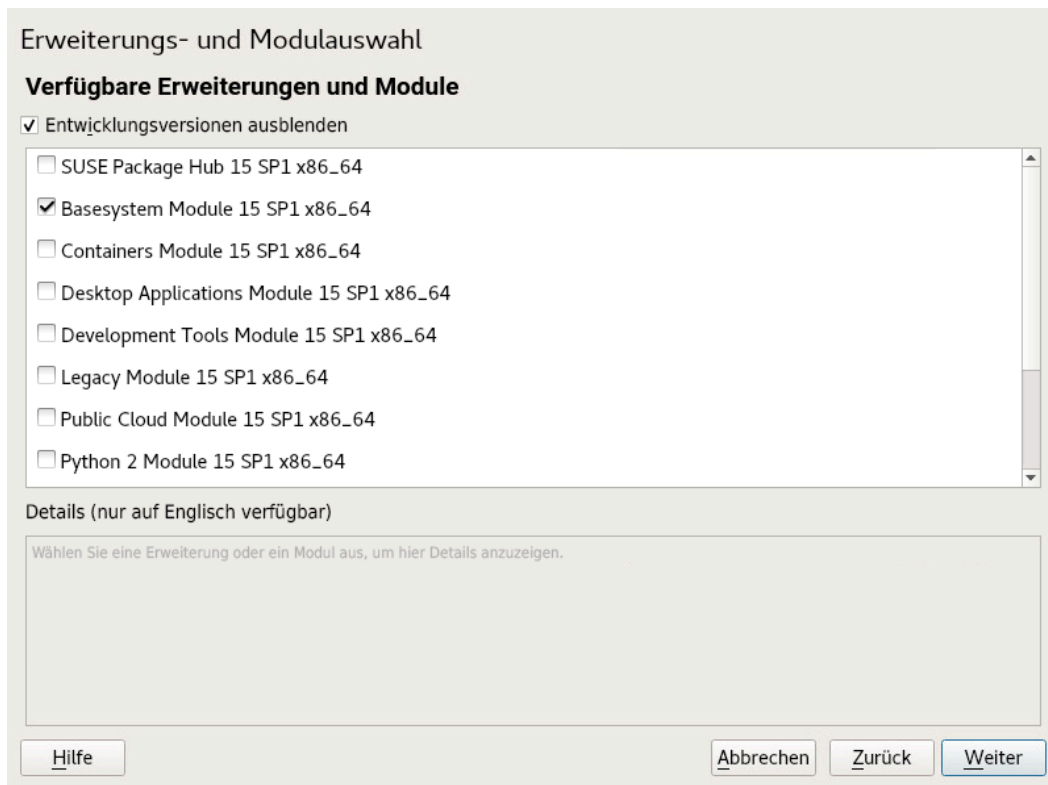 Erweiterungs- und Modulauswahl
Verfügbare Erweiterungen und Module
Entwicklungsversionen ausblenden
SUSE Package Hub 15 SP1 x86_64
Basesystem Module 15 SP1 x86_64
Containers Module 15 SP1 x86_64
Desktop Applications Module 15 SP1 x86_64
Development Tools Module 15 SP1 x86_64
Legacy Module 15 SP1 x86_64
Public Cloud Module 15 SP1 x86_64
Python 2 Module 15 SP1 x86_64
Details (nur auf Englisch verfügbar)
Wählen Sie eine Erweiterung oder ein Modul aus, um hier Details anzuzeigen.
Hilfe Abbrechen Zurück Weiter